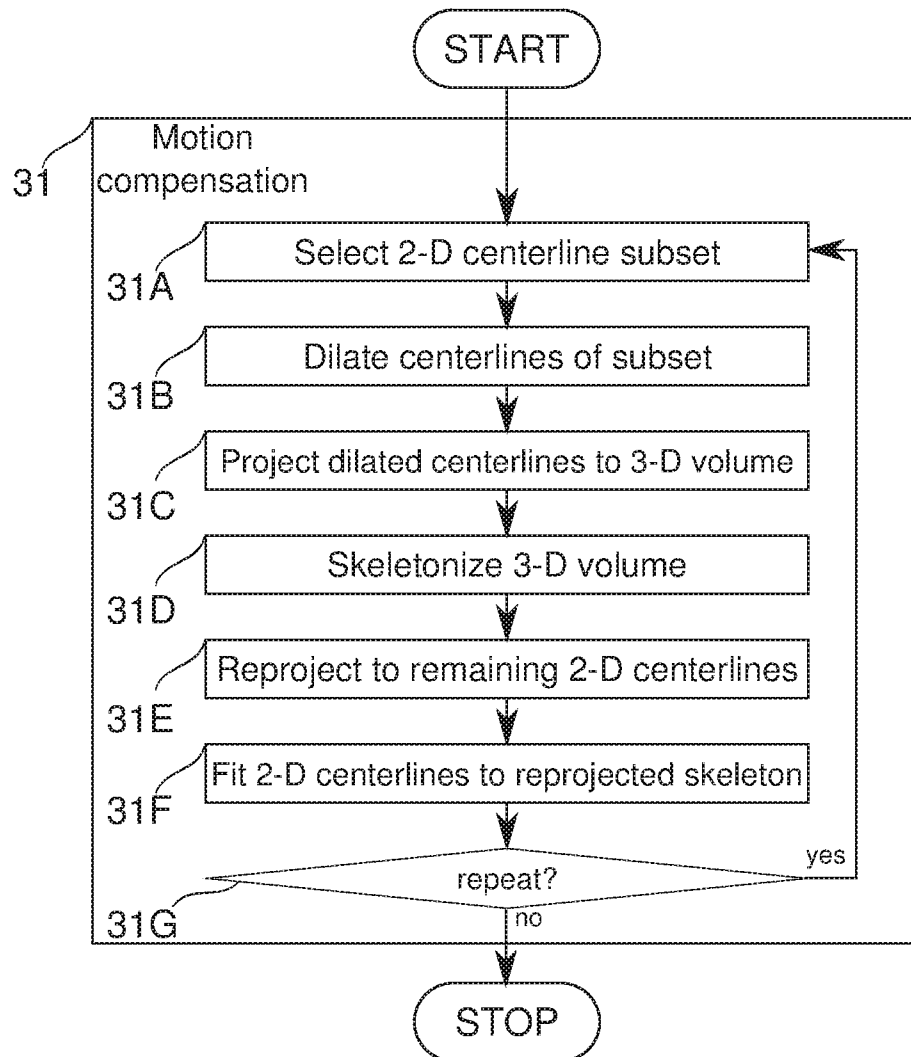 START
Motion
31
compensation
Select 2-D centerline subset
31A
Dilate centerlines of subset
31B
Project dilated centerlines to 3-D volume
31C
Skeletonize 3-D volume
31D
Reproject to remaining 2-D centerlines
31E
Fit 2-D centerlines to reprojected skeleton
31F
yes
repeat?
31G
no
STOP